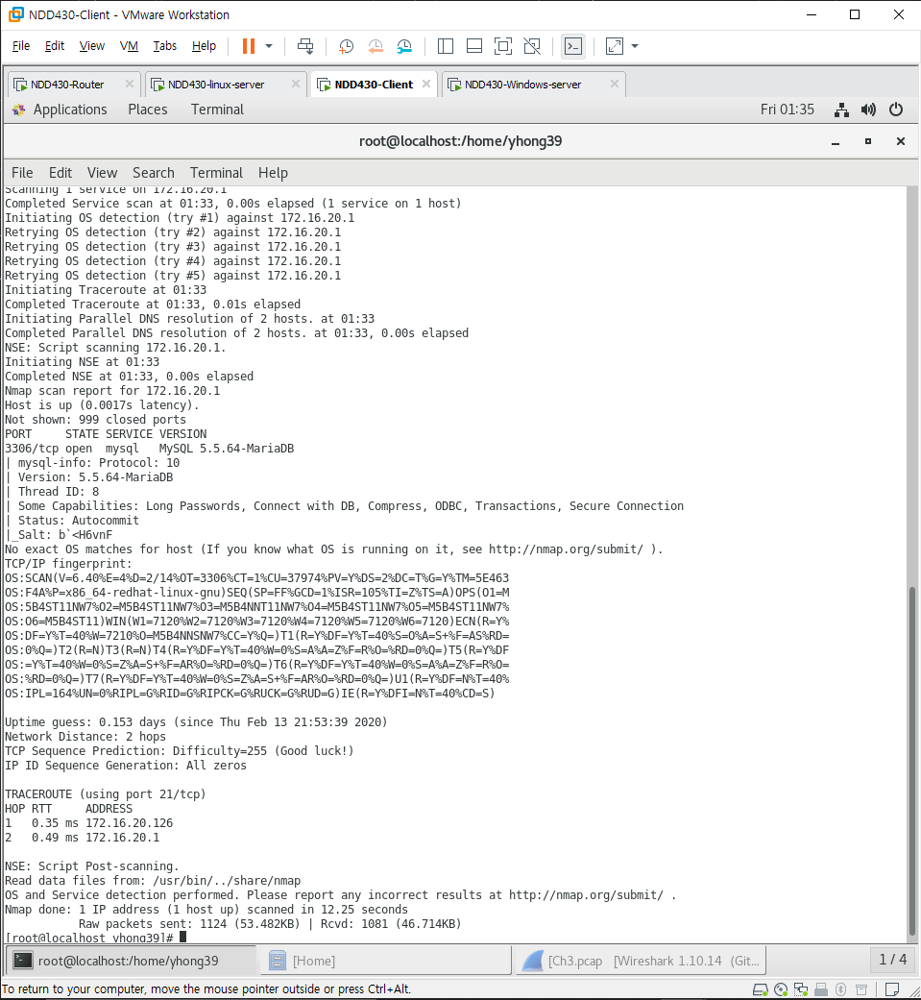 NDD430-Client - VMware Workstation
File Edit View VM Tabs Help
NDD430-Router NDD430-linux-server NDD430-Client NDD430-Windows-server
Applications Places Terminal Fri 01:35
root@localhost:/home/yhong39
File Edit View Search Terminal Help
Scanning 1 service on 172.16.20.1
Completed Service scan at 01:33, 0.00s elapsed (1 service on 1 host)
Initiating OS detection (try #1) against 172.16.20.1
Retrying OS detection (try #2) against 172.16.20.1
Retrying OS detection (try #3) against 172.16.20.1
Retrying OS detection (try #4) against 172.16.20.1
Retrying OS detection (try #5) against 172.16.20.1
Initiating Traceroute at 01:33
Completed Traceroute at 01:33, 0.01s elapsed
Initiating Parallel DNS resolution of 2 hosts. at 01:33
Completed Parallel DNS resolution of 2 hosts. at 01:33, 0.00s elapsed
NSE: Script scanning 172.16.20.1.
Initiating NSE at 01:33
Completed NSE at 01:33, 0.00s elapsed
Nmap scan report for 172.16.20.1
Host is up (0.0017s latency).
Not shown: 999 closed ports
PORT     STATE SERVICE VERSION
3306/tcp open  mysql   MySQL 5.5.64-MariaDB
| mysql-info: Protocol: 10
| Version: 5.5.64-MariaDB
| Thread ID: 8
| Some Capabilities: Long Passwords, Connect with DB, Compress, ODBC, Transactions, Secure Connection
| Status: Autocommit
|_Salt: b`<H6vnF
No exact OS matches for host (If you know what OS is running on it, see http://nmap.org/submit/ ).
TCP/IP fingerprint:
OS:SCAN(V=6.40%E=4%D=2/14%OT=3306%CT=1%CU=37974%PV=Y%DS=2%DC=T%G=Y%TM=5E463
OS:F4A%P=x86_64-redhat-linux-gnu)SEQ(SP=FF%GCD=1%ISR=105%TI=Z%TS=A)OPS(O1=M
OS:5B4ST11NW7%O2=M5B4ST11NW7%O3=M5B4NNT11NW7%O4=M5B4ST11NW7%O5=M5B4ST11NW7%
OS:O6=M5B4ST11)WIN(W1=7120%W2=7120%W3=7120%W4=7120%W5=7120%W6=7120)ECN(R=Y%
OS:DF=Y%T=40%W=7210%O=M5B4NNSNW7%CC=Y%Q=)T1(R=Y%DF=Y%T=40%S=O%A=S+%F=AS%RD=
OS:0%Q=)T2(R=N)T3(R=N)T4(R=Y%DF=Y%T=40%W=0%S=A%A=Z%F=R%O=%RD=0%Q=)T5(R=Y%DF
OS:=Y%T=40%W=0%S=Z%A=S+%F=AR%O=%RD=0%Q=)T6(R=Y%DF=Y%T=40%W=0%S=A%A=Z%F=R%O=
OS:%RD=0%Q=)T7(R=Y%DF=Y%T=40%W=0%S=Z%A=S+%F=AR%O=%RD=0%Q=)U1(R=Y%DF=N%T=40%
OS:IPL=164%UN=0%RIPL=G%RID=G%RIPCK=G%RUCK=G%RUD=G)IE(R=Y%DFI=N%T=40%CD=S)
Uptime guess: 0.153 days (since Thu Feb 13 21:53:39 2020)
Network Distance: 2 hops
TCP Sequence Prediction: Difficulty=255 (Good luck!)
IP ID Sequence Generation: All zeros
TRACEROUTE (using port 21/tcp)
HOP RTT     ADDRESS
1   0.35 ms 172.16.20.126
2   0.49 ms 172.16.20.1
NSE: Script Post-scanning.
Read data files from: /usr/bin/../share/nmap
OS and Service detection performed. Please report any incorrect results at http://nmap.org/submit/ .
Nmap done: 1 IP address (1 host up) scanned in 12.25 seconds
           Raw packets sent: 1124 (53.482KB) | Rcvd: 1081 (46.714KB)
[root@localhost yhong39]#
root@localhost:/home/yhong39 [Home] [Ch3.pcap [Wireshark 1.10.14 (Git... 1 / 4
To return to your computer, move the mouse pointer outside or press Ctrl+Alt.